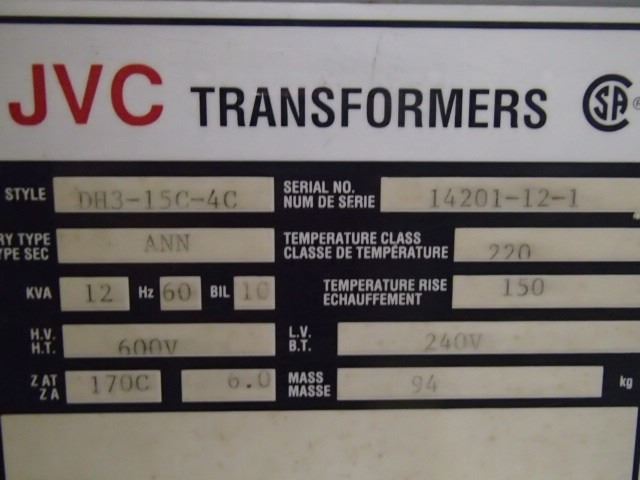 JVC TRANSFORMERS SA ®
STYLE DH3-15C-4C SERIAL NO. 14201-12-1
NUM DE SÉRIE
RY TYPE ANN TEMPERATURE CLASS 220
YPE SEC CLASSE DE TEMPÉRATURE
KVA 12 Hz 60 BIL 10 TEMPERATURE RISE 150
ECHAUFFEMENT
H.V. 600V L.V. 240V
H.T. B.T.
Z AT 170C 6.0 MASS 94 kg
Z A MASSE